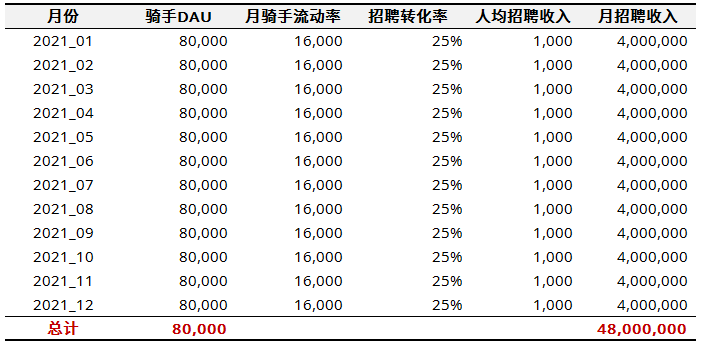 月份 骑手DAU 月骑手流动率 招聘转化率 人均招聘收入 月招聘收入
2021_01 80,000 16,000 25% 1,000 4,000,000
2021_02 80,000 16,000 25% 1,000 4,000,000
2021_03 80,000 16,000 25% 1,000 4,000,000
2021_04 80,000 16,000 25% 1,000 4,000,000
2021_05 80,000 16,000 25% 1,000 4,000,000
2021_06 80,000 16,000 25% 1,000 4,000,000
2021_07 80,000 16,000 25% 1,000 4,000,000
2021_08 80,000 16,000 25% 1,000 4,000,000
2021_09 80,000 16,000 25% 1,000 4,000,000
2021_10 80,000 16,000 25% 1,000 4,000,000
2021_11 80,000 16,000 25% 1,000 4,000,000
2021_12 80,000 16,000 25% 1,000 4,000,000
总计 80,000 48,000,000